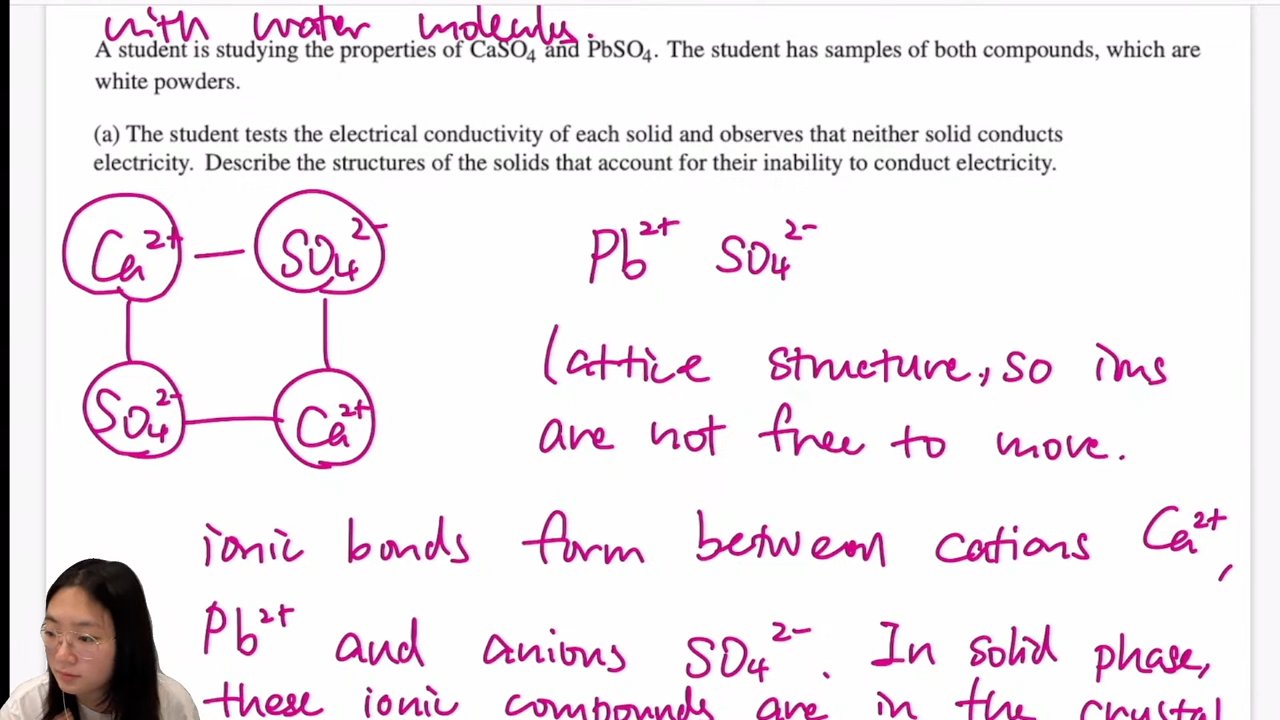 with water molecules.
A student is studying the properties of CaSO₄ and PbSO₄. The student has samples of both compounds, which are
white powders.
(a) The student tests the electrical conductivity of each solid and observes that neither solid conducts
electricity. Describe the structures of the solids that account for their inability to conduct electricity.
Ca²⁺ — SO₄²⁻
Pb²⁺ SO₄²⁻
SO₄²⁻ — Ca²⁺
lattice structure, so ions
are not free to move.
ionic bonds form between cations Ca²⁺,
Pb²⁺ and anions SO₄²⁻. In solid phase,
these ionic compounds are in the crystal